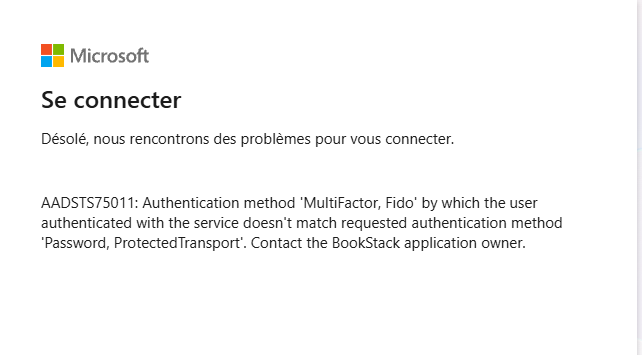 Microsoft
Se connecter
Désolé, nous rencontrons des problèmes pour vous connecter.
AADSTS75011: Authentication method 'MultiFactor, Fido' by which the user
authenticated with the service doesn't match requested authentication method
'Password, ProtectedTransport'. Contact the BookStack application owner.